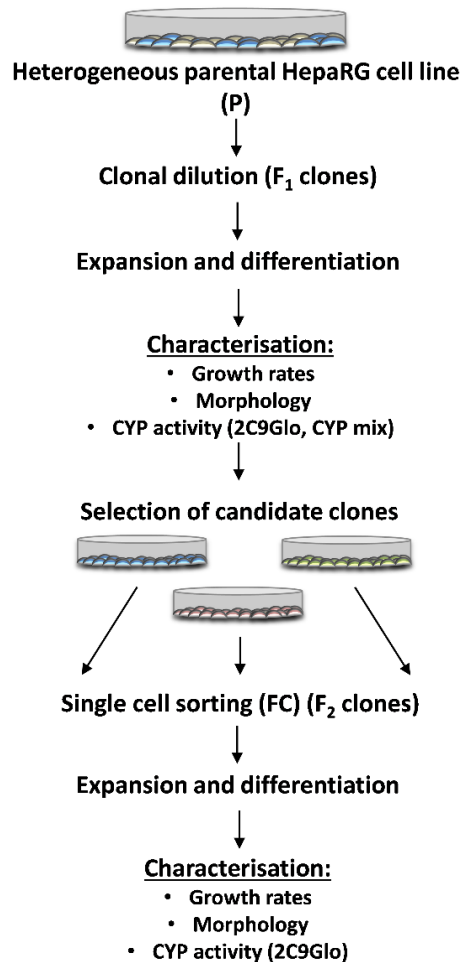 Heterogeneous parental HepaRG cell line
(P)
Clonal dilution (F₁ clones)
Expansion and differentiation
Characterisation:
• Growth rates
• Morphology
• CYP activity (2C9Glo, CYP mix)
Selection of candidate clones
Single cell sorting (FC) (F₂ clones)
Expansion and differentiation
Characterisation:
• Growth rates
• Morphology
• CYP activity (2C9Glo)